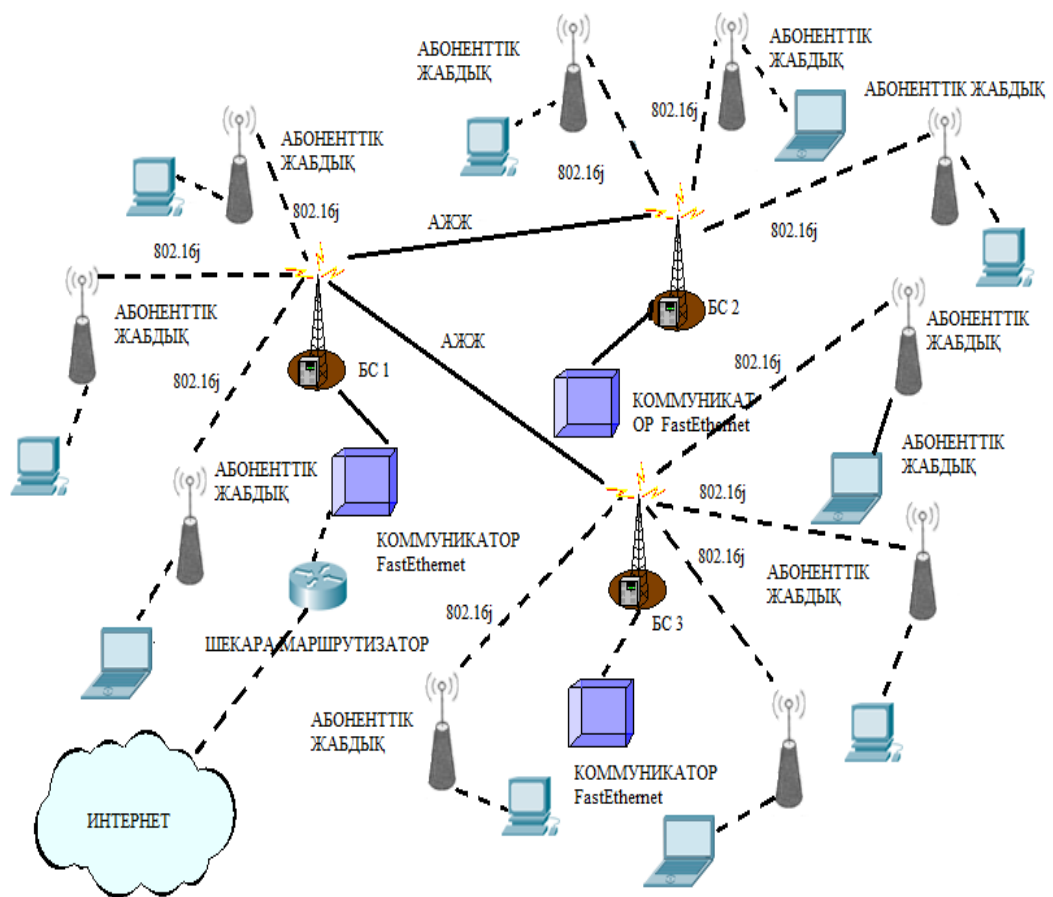 АБОНЕНТТІК
ЖАБДЫҚ
АБОНЕНТТІК
ЖАБДЫҚ
АБОНЕНТТІК ЖАБДЫҚ
802.16j
АБОНЕНТТІК
ЖАБДЫҚ
802.16j
802.16j
АЖЖ
802.16j
802.16j
АБОНЕНТТІК
ЖАБДЫҚ
БС 2
АБОНЕНТТІК
ЖАБДЫҚ
АЖЖ
802.16j
БС 1
802.16j
КОММУНИКАТ
ОР FastEthernet
АБОНЕНТТІК
ЖАБДЫҚ
АБОНЕНТТІК
ЖАБДЫҚ
802.16j
КОММУНИКАТОР
FastEthernet
802.16j
АБОНЕНТТІК
ЖАБДЫҚ
802.16j
БС 3
ШЕКАРА МАРШРУТИЗАТОР
АБОНЕНТТІК
ЖАБДЫҚ
КОММУНИКАТОР
FastEthernet
ИНТЕРНЕТ